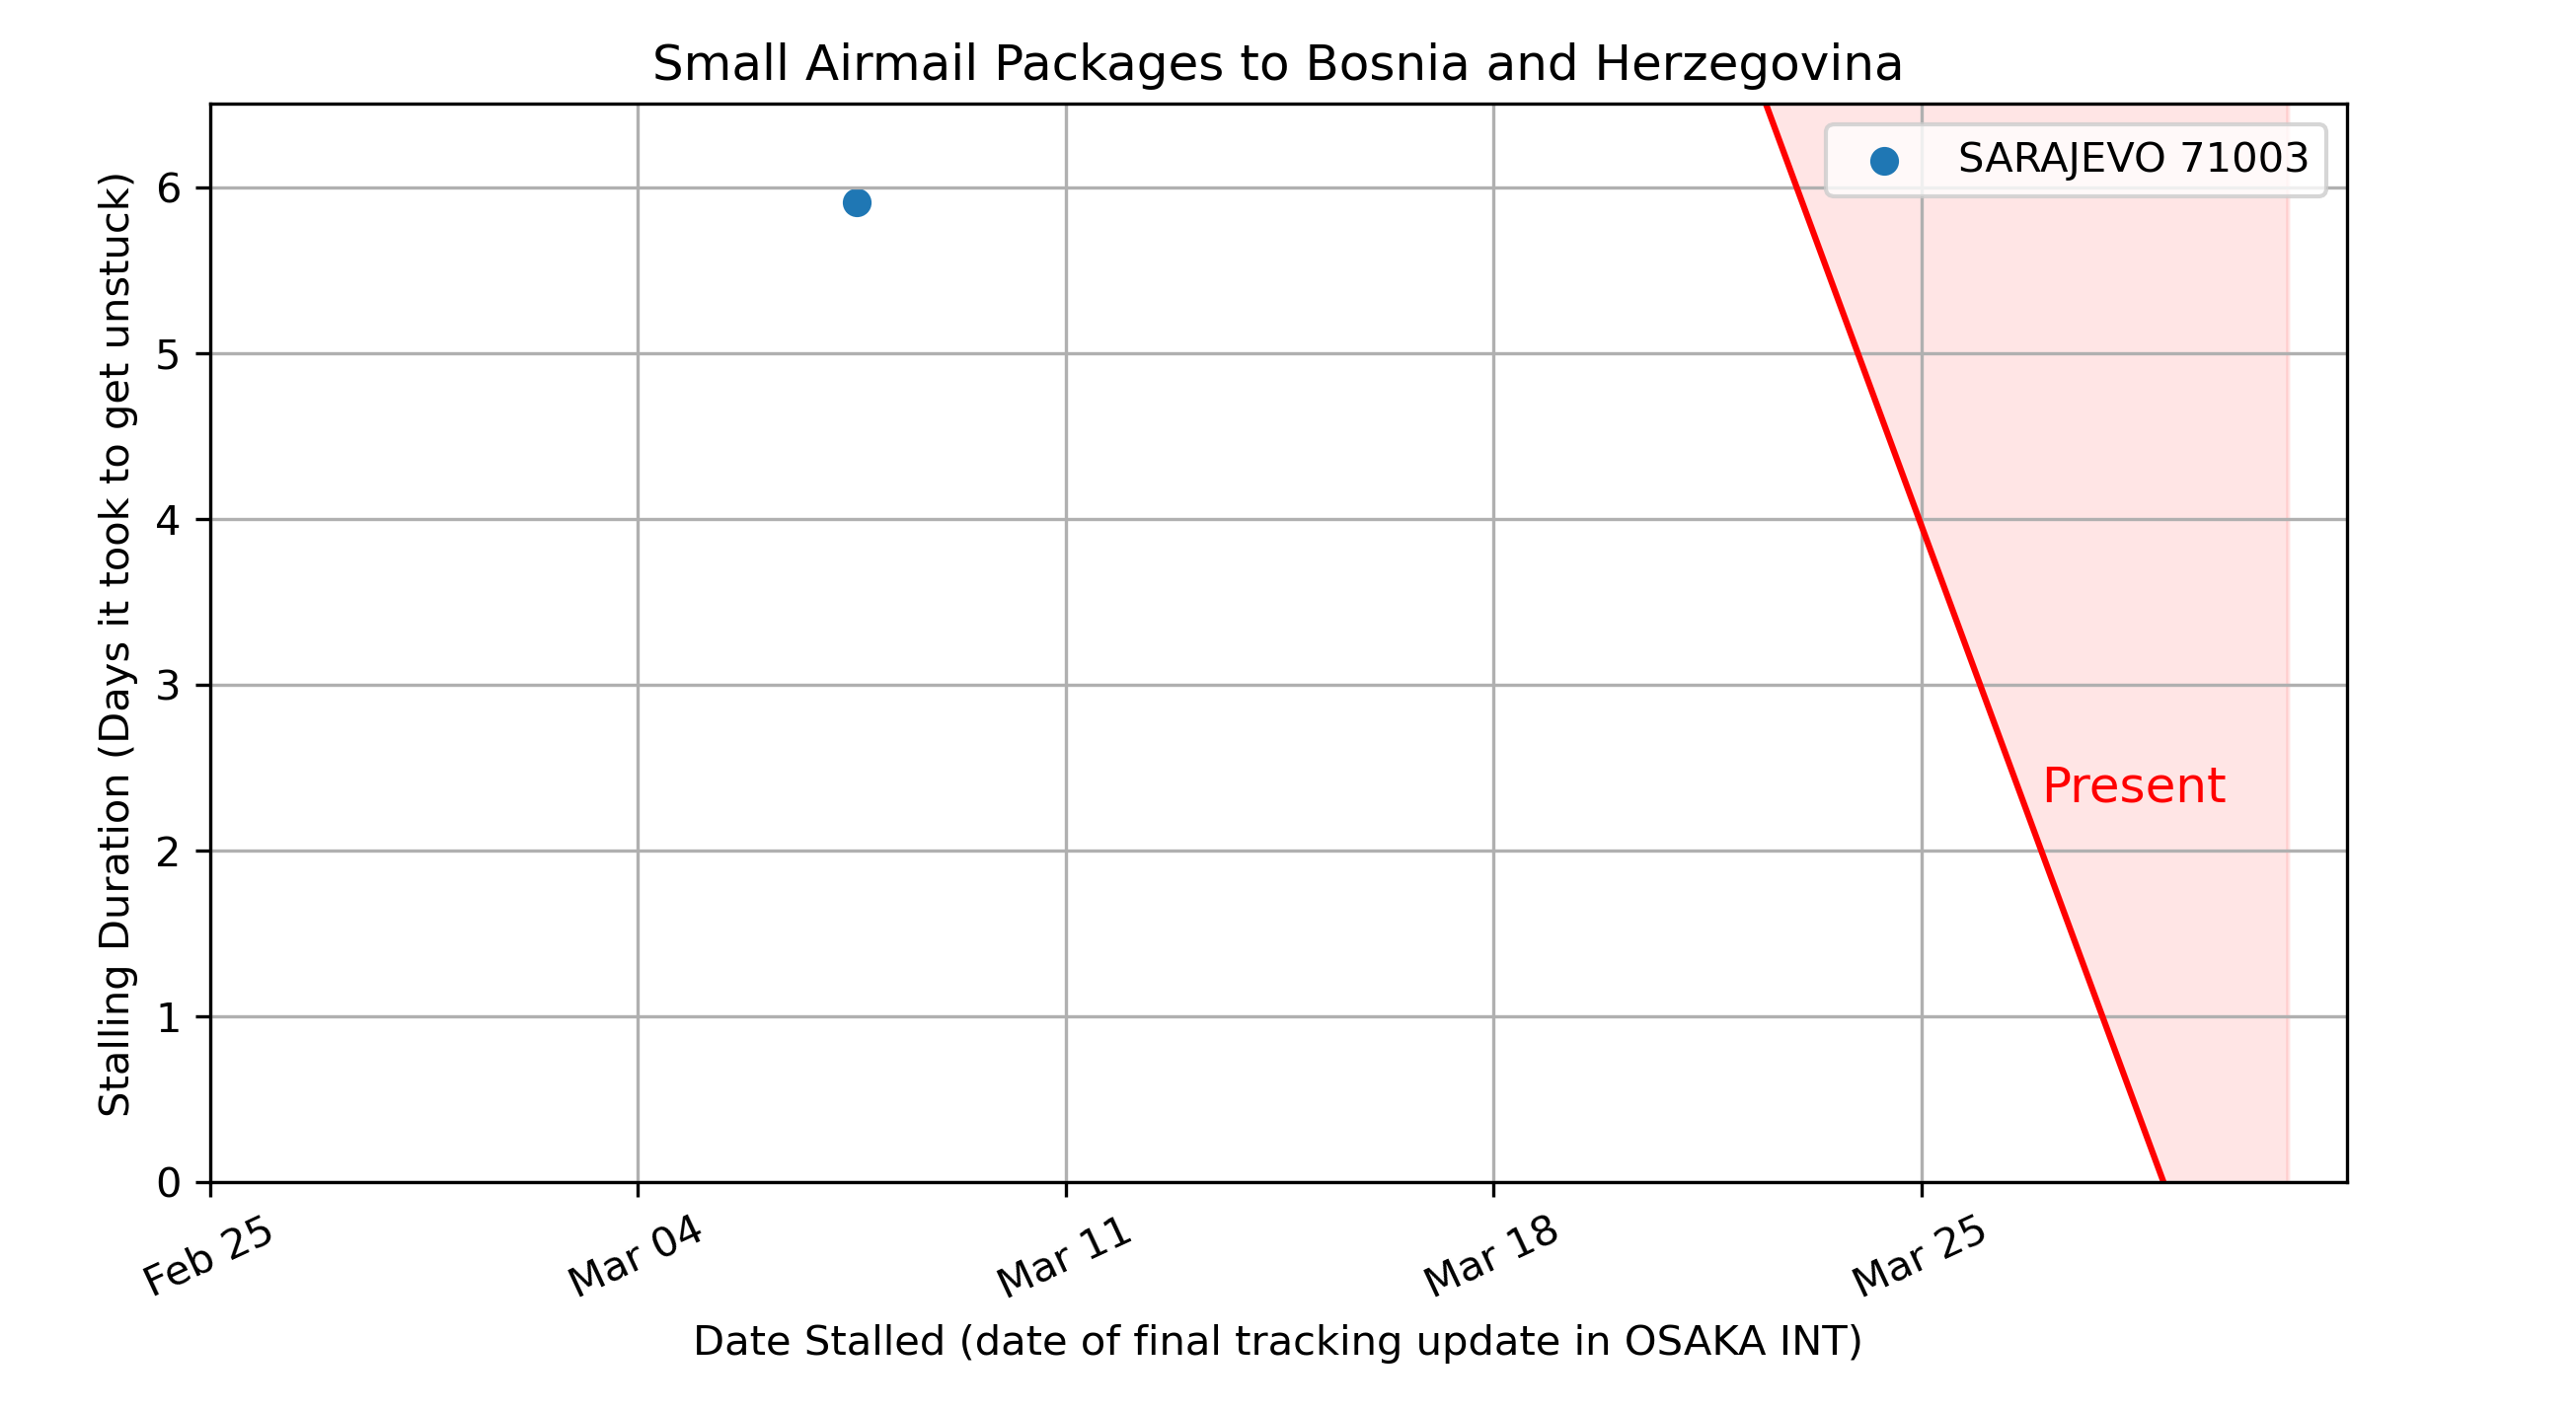 Small Airmail Packages to Bosnia and Herzegovina
SARAJEVO 71003
Stalling Duration (Days it took to get unstuck)
6
5
4
3
2
1
0
Present
Feb 25
Mar 04
Mar 11
Mar 18
Mar 25
Date Stalled (date of final tracking update in OSAKA INT)